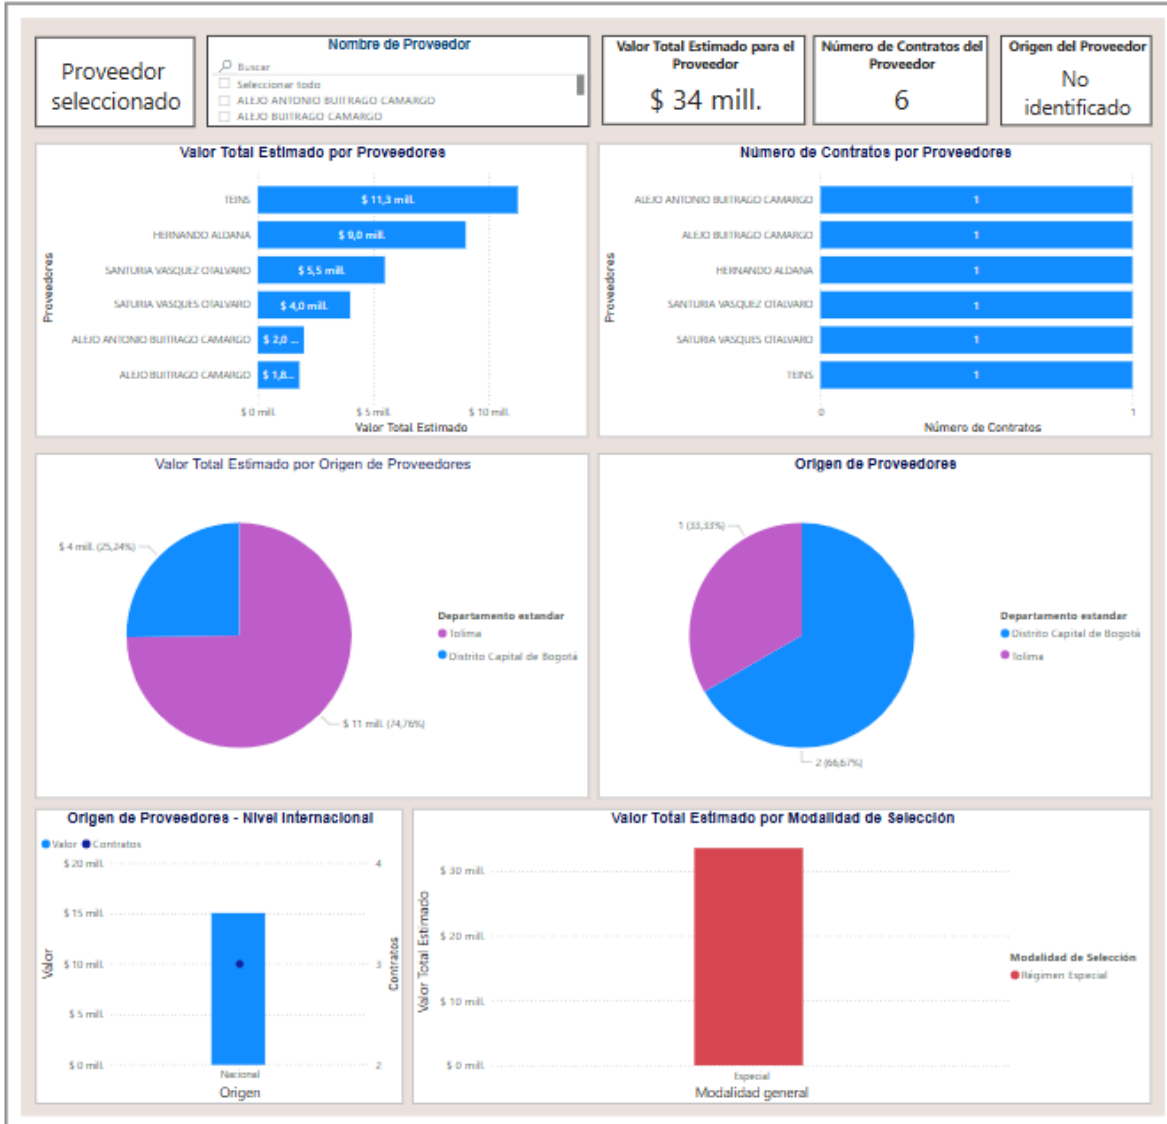 Proveedor
seleccionado
Nombre de Proveedor
Buscar
Seleccionar todo
ALEJO ANTONIO BUITRAGO CAMARGO
ALEJO BUITRAGO CAMARGO
Valor Total Estimado para el
Proveedor
$ 34 mill.
Número de Contratos del
Proveedor
6
Origen del Proveedor
No
identificado
Valor Total Estimado por Proveedores
Proveedores
TEINS
$ 11,3 mill.
HERNANDO ALDANA
$ 9,0 mill.
SANTURIA VASQUEZ OTALVARO
$ 5,5 mill.
SATURIA VASQUES OTALVARO
$ 4,0 mill.
ALEJO ANTONIO BUITRAGO CAMARGO
$ 2,0 ...
ALEJO BUITRAGO CAMARGO
$ 1,8...
$ 0 mill.
$ 5 mill.
$ 10 mill.
Valor Total Estimado
Número de Contratos por Proveedores
Proveedores
ALEJO ANTONIO BUITRAGO CAMARGO
1
ALEJO BUITRAGO CAMARGO
1
HERNANDO ALDANA
1
SANTURIA VASQUEZ OTALVARO
1
SATURIA VASQUES OTALVARO
1
TEINS
1
0
1
Número de Contratos
Valor Total Estimado por Origen de Proveedores
$ 4 mill. (25,24%)
$ 11 mill. (74,76%)
Departamento estandar
Tolima
Distrito Capital de Bogotá
Origen de Proveedores
1 (33,33%)
2 (66,67%)
Departamento estandar
Distrito Capital de Bogotá
Tolima
Origen de Proveedores - Nivel Internacional
Valor Contratos
$ 20 mill.
$ 15 mill.
$ 10 mill.
$ 5 mill.
$ 0 mill.
Valor
4
3
2
Contratos
Nacional
Origen
Valor Total Estimado por Modalidad de Selección
Valor Total Estimado
$ 30 mill.
$ 20 mill.
$ 10 mill.
$ 0 mill.
Especial
Modalidad general
Modalidad de Selección
Régimen Especial